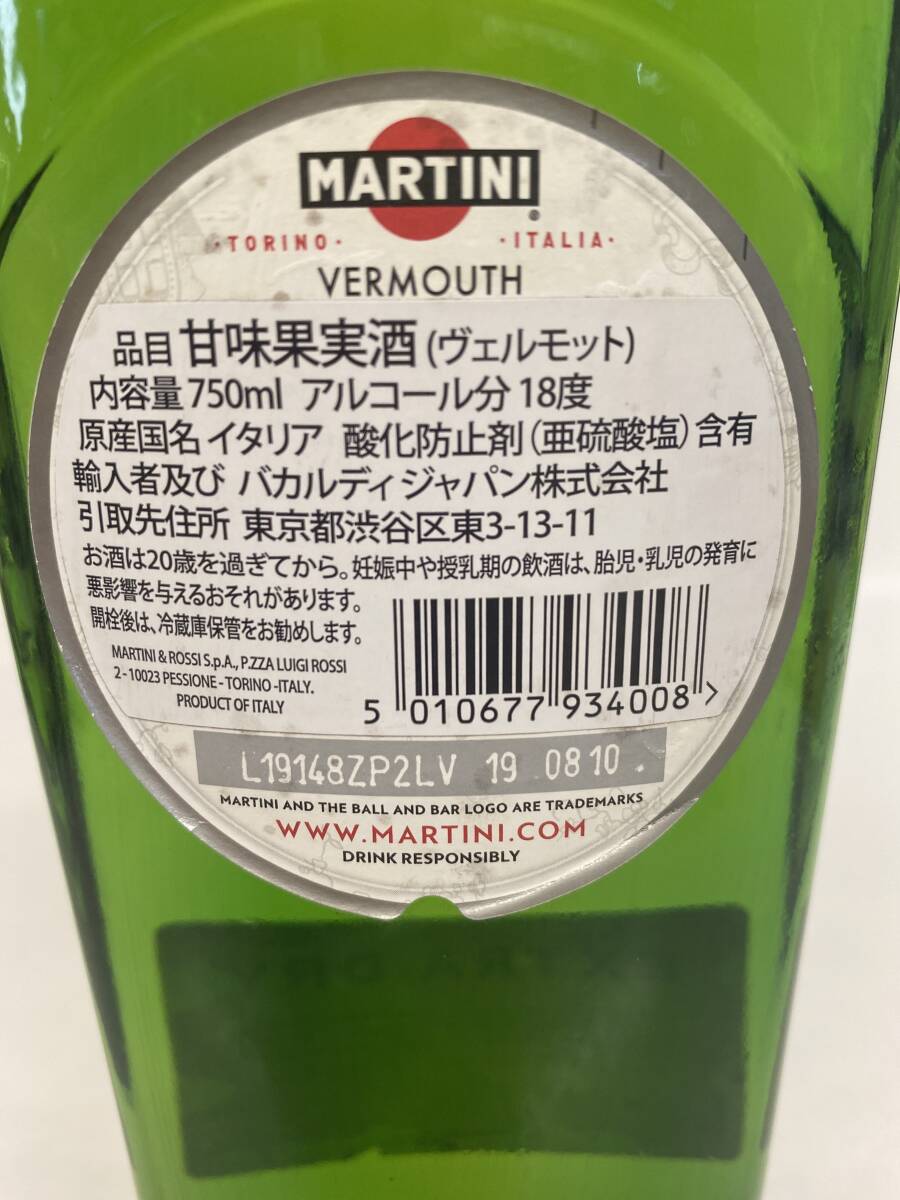 MARTINI
·TORINO· ·ITALIA·
VERMOUTH
品目 甘味果実酒 (ヴェルモット)
内容量 750ml アルコール分 18度
原産国名 イタリア 酸化防止剤(亜硫酸塩)含有
輸入者及び バカルディ ジャパン株式会社
引取先住所 東京都渋谷区東3-13-11
お酒は20歳を過ぎてから。妊娠中や授乳期の飲酒は、胎児・乳児の発育に
悪影響を与えるおそれがあります。
開栓後は、冷蔵庫保管をお勧めします。
MARTINI & ROSSI S.p.A., P.ZZA LUIGI ROSSI
2 - 10023 PESSIONE - TORINO -ITALY.
PRODUCT OF ITALY
5 010677 934008 >
L19148ZP2LV 19 08 10
MARTINI AND THE BALL AND BAR LOGO ARE TRADEMARKS
WWW.MARTINI.COM
DRINK RESPONSIBLY